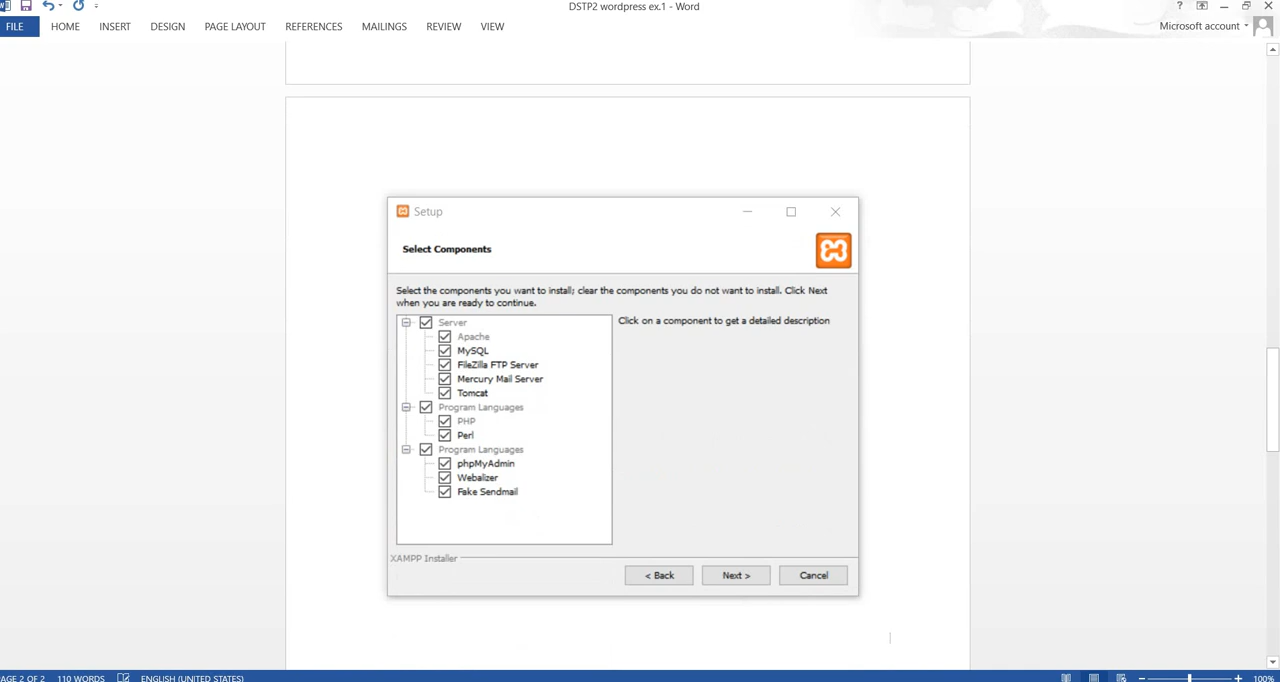 DSTP2 wordpress ex.1 - Word
?
FILE HOME INSERT DESIGN PAGE LAYOUT REFERENCES MAILINGS REVIEW VIEW
Microsoft account
Setup
Select Components
Select the components you want to install; clear the components you do not want to install. Click Next
when you are ready to continue.
Server
Apache
MySQL
FileZilla FTP Server
Mercury Mail Server
Tomcat
Program Languages
PHP
Perl
Program Languages
phpMyAdmin
Webalizer
Fake Sendmail
Click on a component to get a detailed description
XAMPP Installer
< Back
Next >
Cancel
AGE 2 OF 2 110 WORDS ENGLISH (UNITED STATES)
100%